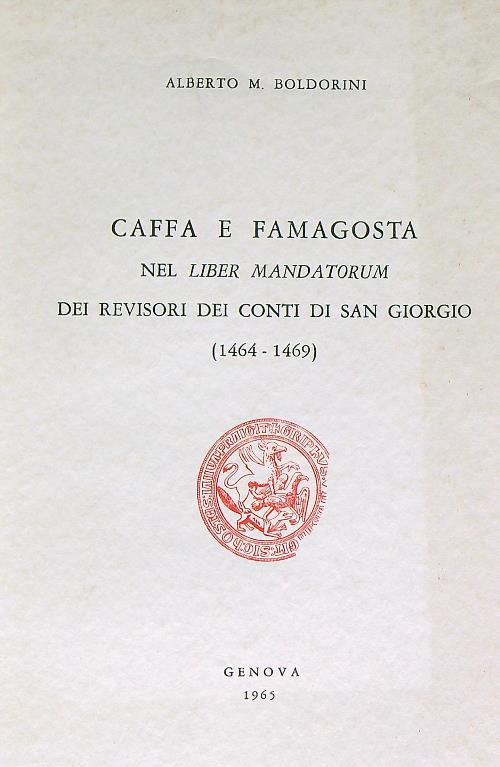 ALBERTO M. BOLDORINI
CAFFA E FAMAGOSTA
NEL LIBER MANDATORUM
DEI REVISORI DEI CONTI DI SAN GIORGIO
(1464 - 1469)
GENOVA
1965